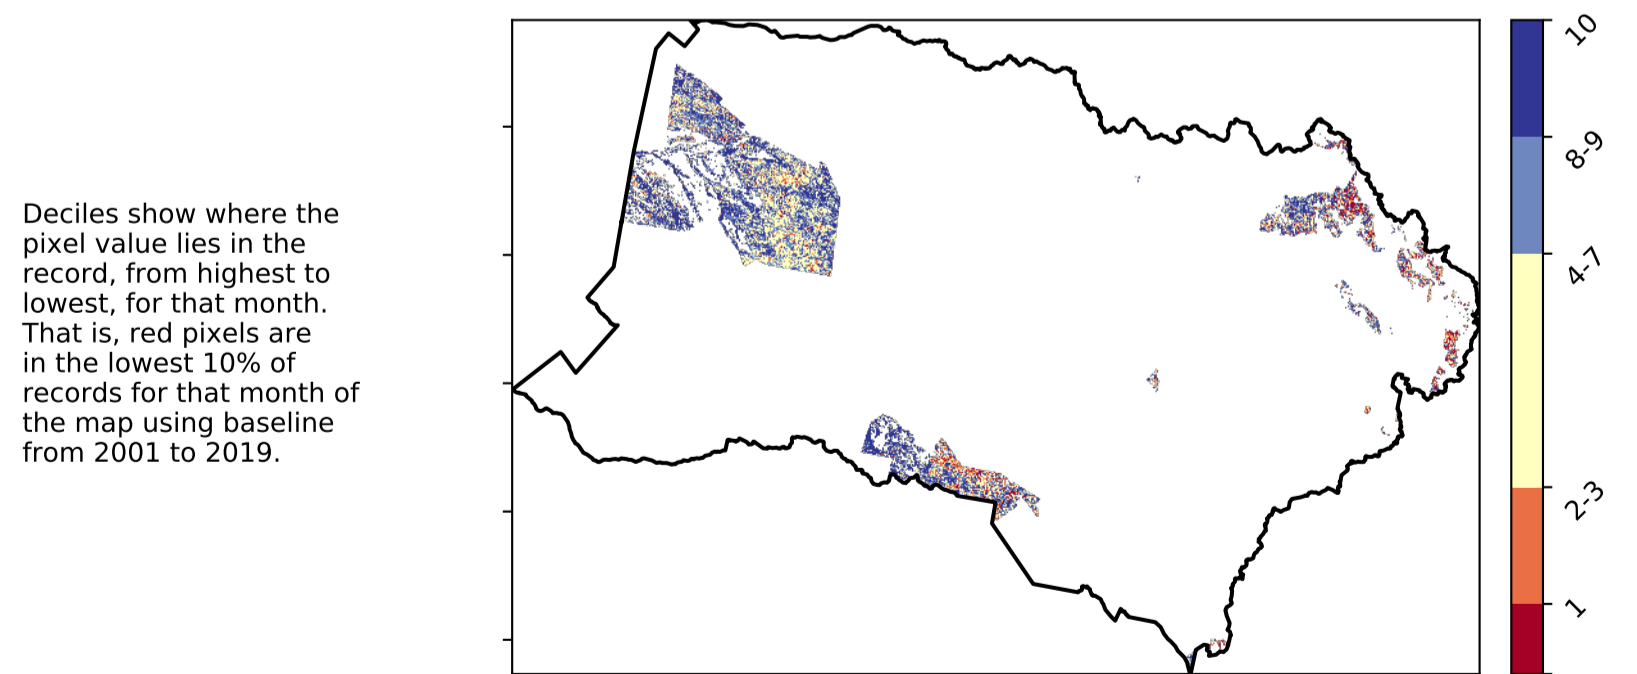 Deciles show where the
pixel value lies in the
record, from highest to
lowest, for that month.
That is, red pixels are
in the lowest 10% of
records for that month of
the map using baseline
from 2001 to 2019.
10
8-9
4-7
2-3
1